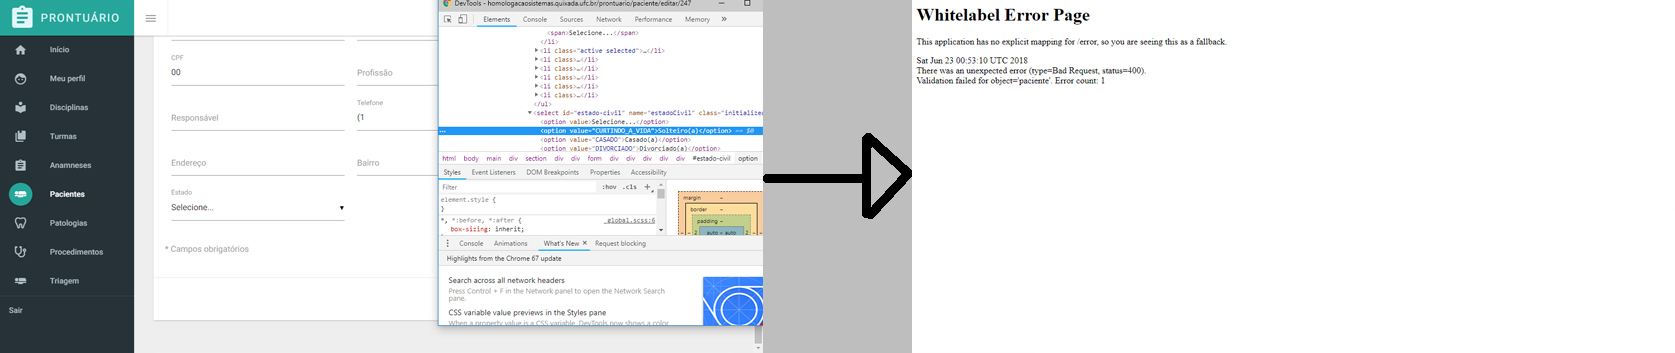 PRONTUÁRIO
Início
Meu perfil
Disciplinas
Turmas
Anamneses
Pacientes
Patologias
Procedimentos
Triagem
Sair
CPF
00
Profissão
Telefone
Responsável
(1
Endereço
Bairro
Estado
Selecione...
* Campos obrigatórios
DevTools - homologacaosistemas.quixada.ufc.br/prontuario/paciente/editar/247
Elements Console Sources Network Performance Memory »
<span>Selecione...</span>
</li>
<li class="active selected">…</li>
<li class>…</li>
<li class>…</li>
<li class>…</li>
<li class>…</li>
<li class>…</li>
</ul>
<select id="estado-civil" name="estadoCivil" class="initialized
<option value>Selecione...</option>
... <option value="CURTINDO_A_VIDA">Solteiro(a)</option> == $0
<option value="CASADO">Casado(a)</option>
<option value="DIVORCIADO">Divorciado(a)</option>
html body main div section div div form div div div div #estado-civil option
Styles Event Listeners DOM Breakpoints Properties Accessibility
Filter :hov .cls +
element.style {
}
*, *:before, *:after { _global.scss:6
box-sizing: inherit;
margin -
border -
padding -
auto × auto
2
2
Console Animations What's New × Request blocking
Highlights from the Chrome 67 update
Search across all network headers
Press Control + F in the Network panel to open the Network Search
pane.
CSS variable value previews in the Styles pane
When a property value is a CSS variable, DevTools now shows a color
Whitelabel Error Page
This application has no explicit mapping for /error, so you are seeing this as a fallback.
Sat Jun 23 00:53:10 UTC 2018
There was an unexpected error (type=Bad Request, status=400).
Validation failed for object='paciente'. Error count: 1